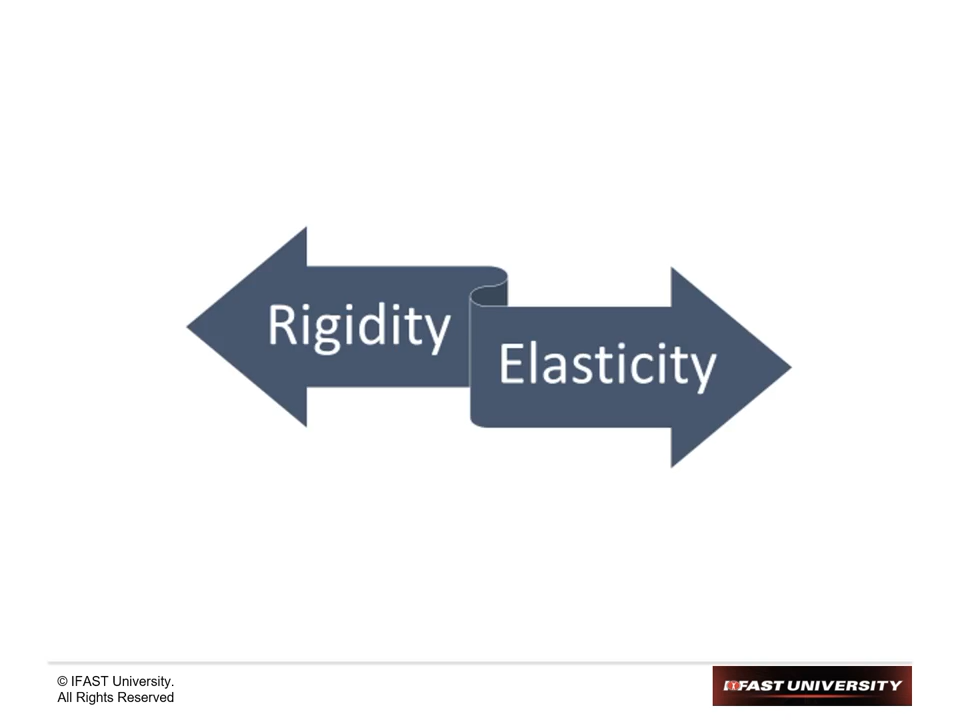 Rigidity
Elasticity
© IFAST University.
All Rights Reserved
IFAST UNIVERSITY